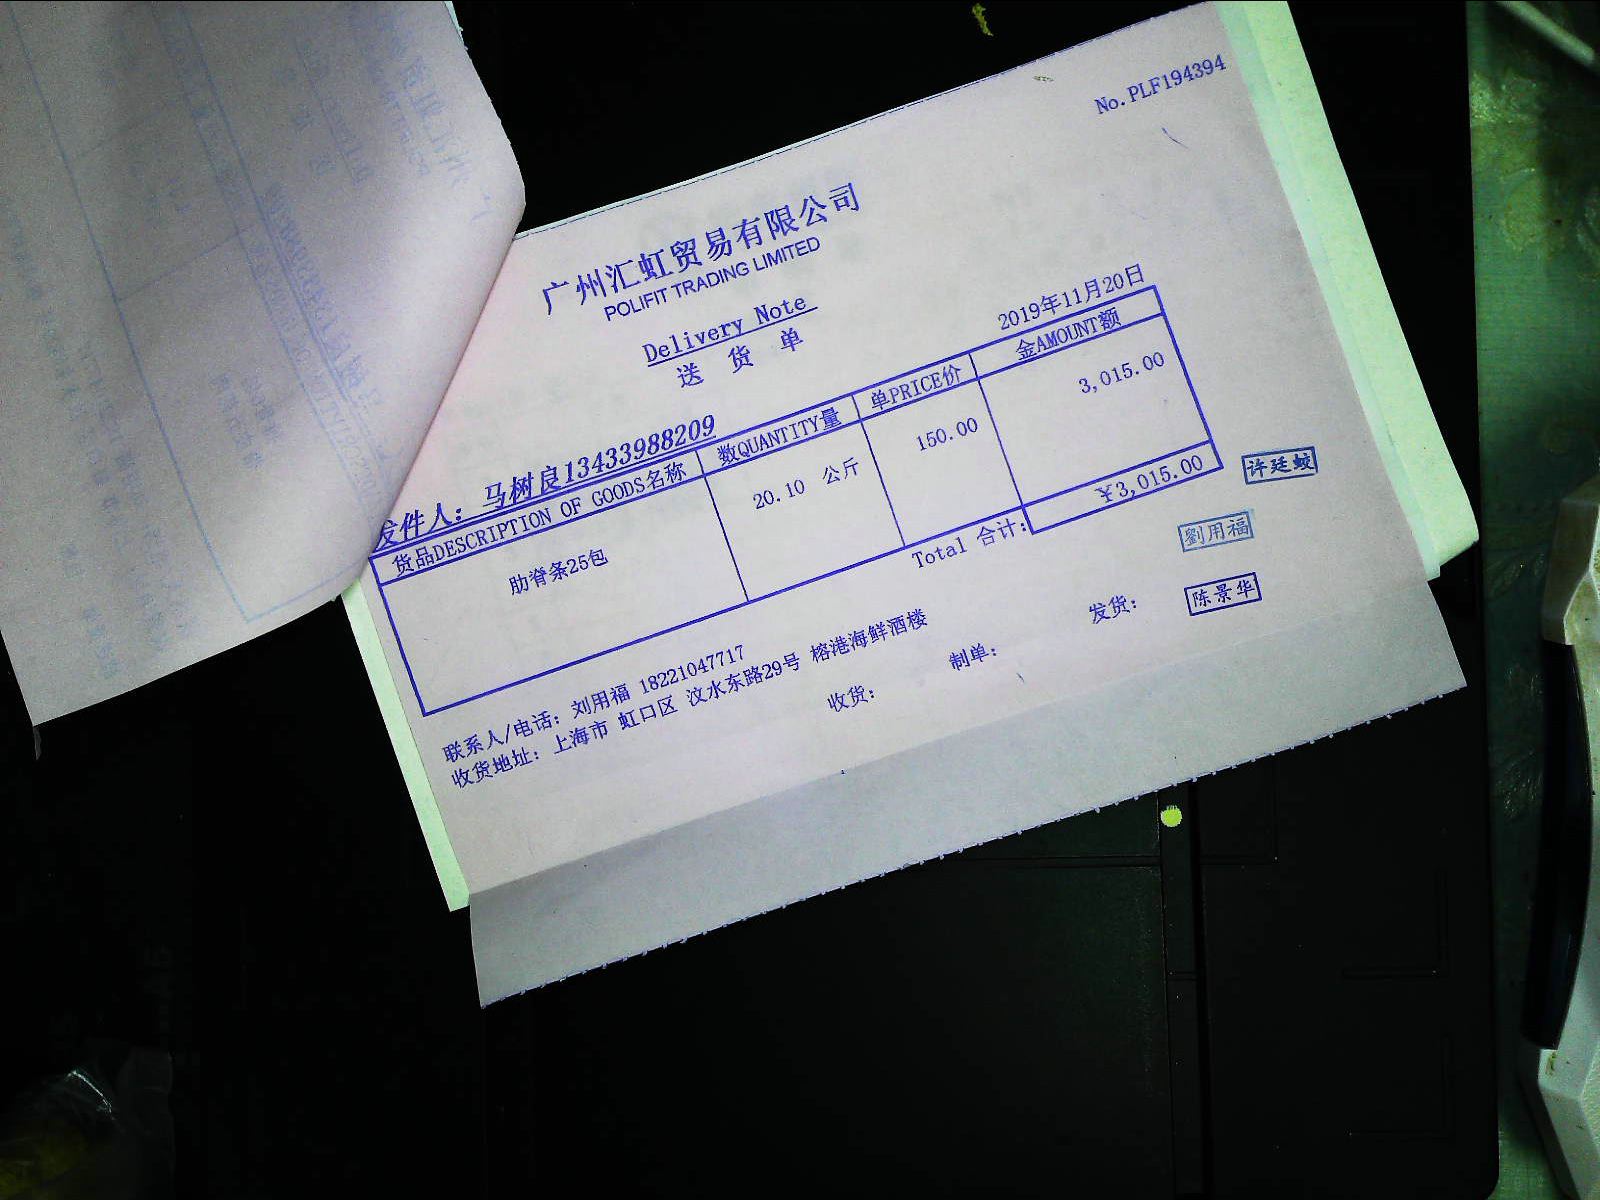 No.PLF194394
广州汇虹贸易有限公司
POLIFIT TRADING LIMITED
Delivery Note
送 货 单
2019年11月20日
发件人: 马树良13433988209
货品DESCRIPTION OF GOODS名称 数QUANTITY量 单PRICE价 金AMOUNT额
肋脊条25包 20.10 公斤 150.00 3,015.00
Total 合计: ¥3,015.00
许廷蛟
劉用福
陈景华
联系人/电话: 刘用福 18221047717
收货地址: 上海市 虹口区 汶水东路29号 榕港海鲜酒楼
收货: 制单: 发货: